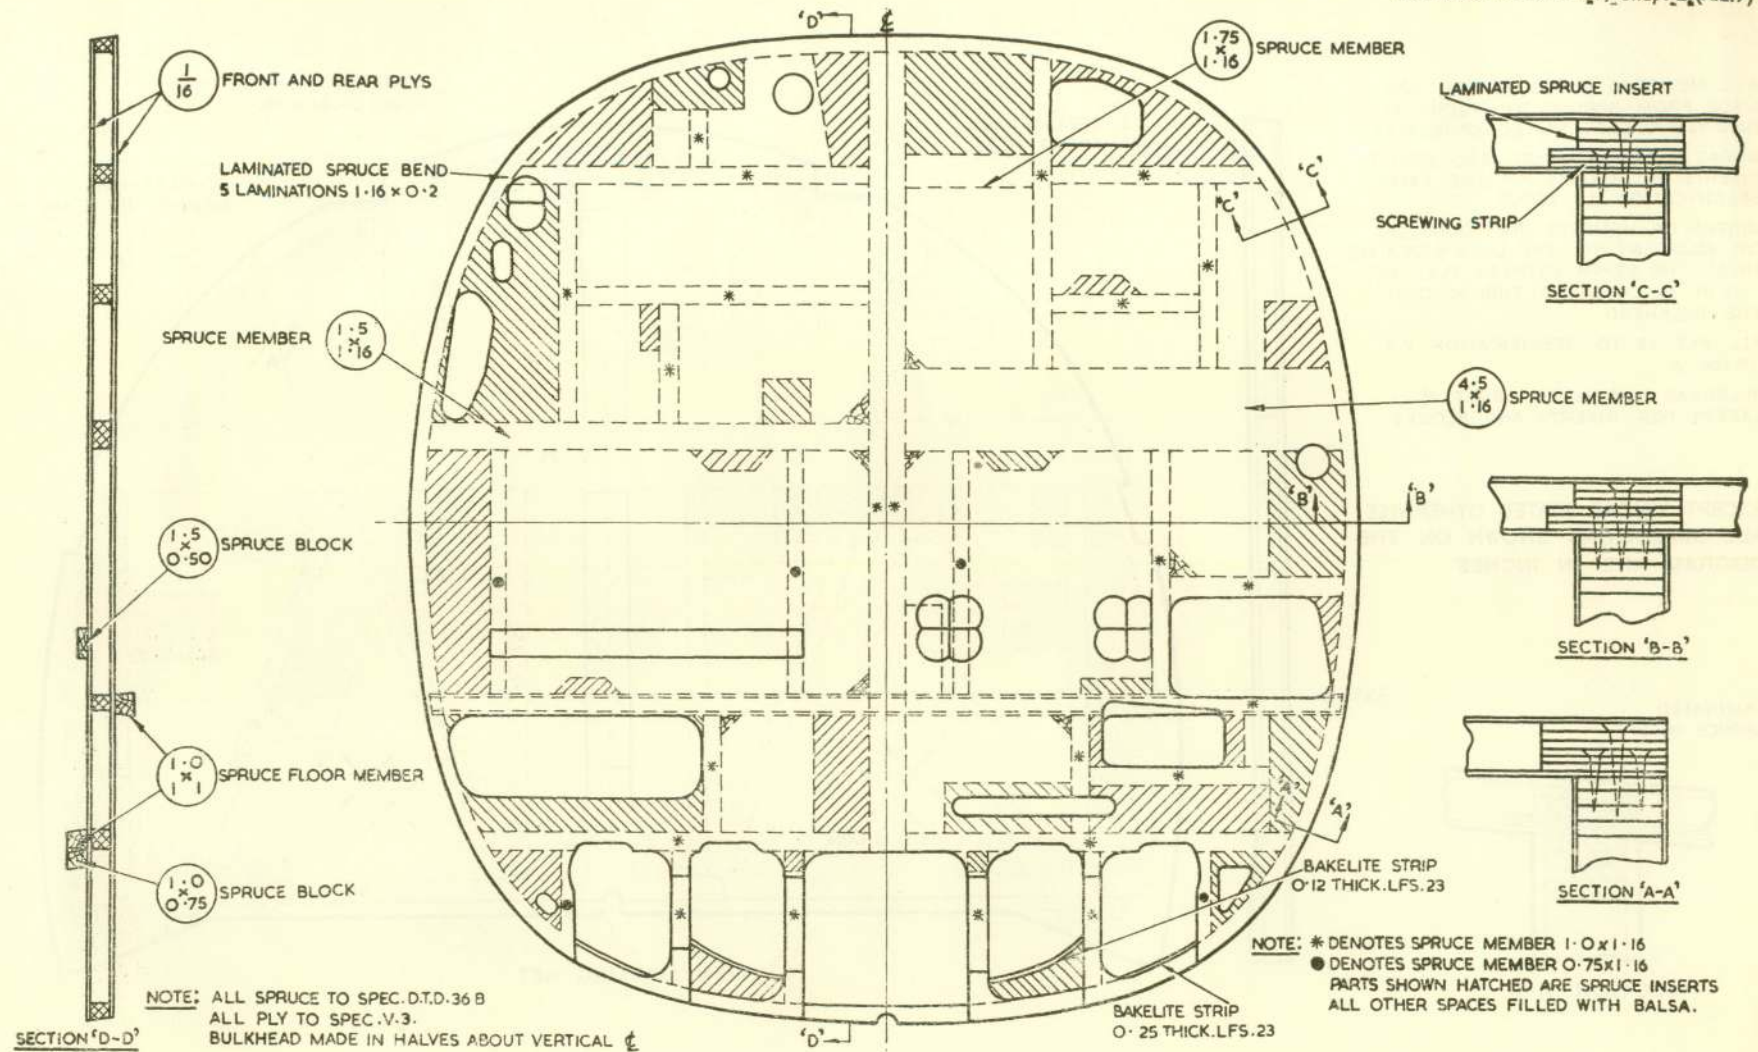 'D'
℄
1·75 × 1·16 SPRUCE MEMBER
1/16 FRONT AND REAR PLYS
LAMINATED SPRUCE INSERT
LAMINATED SPRUCE BEND
5 LAMINATIONS 1·16 × 0·2
'C'
'C'
SCREWING STRIP
SECTION 'C-C'
SPRUCE MEMBER 1·5 × 1·16
4·5 × 1·16 SPRUCE MEMBER
'B'
'B'
1·5 × 0·50 SPRUCE BLOCK
SECTION 'B-B'
1·0 × 1·1 SPRUCE FLOOR MEMBER
'A'
'A'
1·0 × 0·75 SPRUCE BLOCK
BAKELITE STRIP
0·12 THICK.LFS.23
SECTION 'A-A'
NOTE: * DENOTES SPRUCE MEMBER 1·0 × 1·16
● DENOTES SPRUCE MEMBER 0·75 × 1·16
PARTS SHOWN HATCHED ARE SPRUCE INSERTS
ALL OTHER SPACES FILLED WITH BALSA.
NOTE: ALL SPRUCE TO SPEC.D.T.D.36 B
ALL PLY TO SPEC.V.3.
BULKHEAD MADE IN HALVES ABOUT VERTICAL ℄
BAKELITE STRIP
0·25 THICK.LFS.23
SECTION 'D-D'
'D'